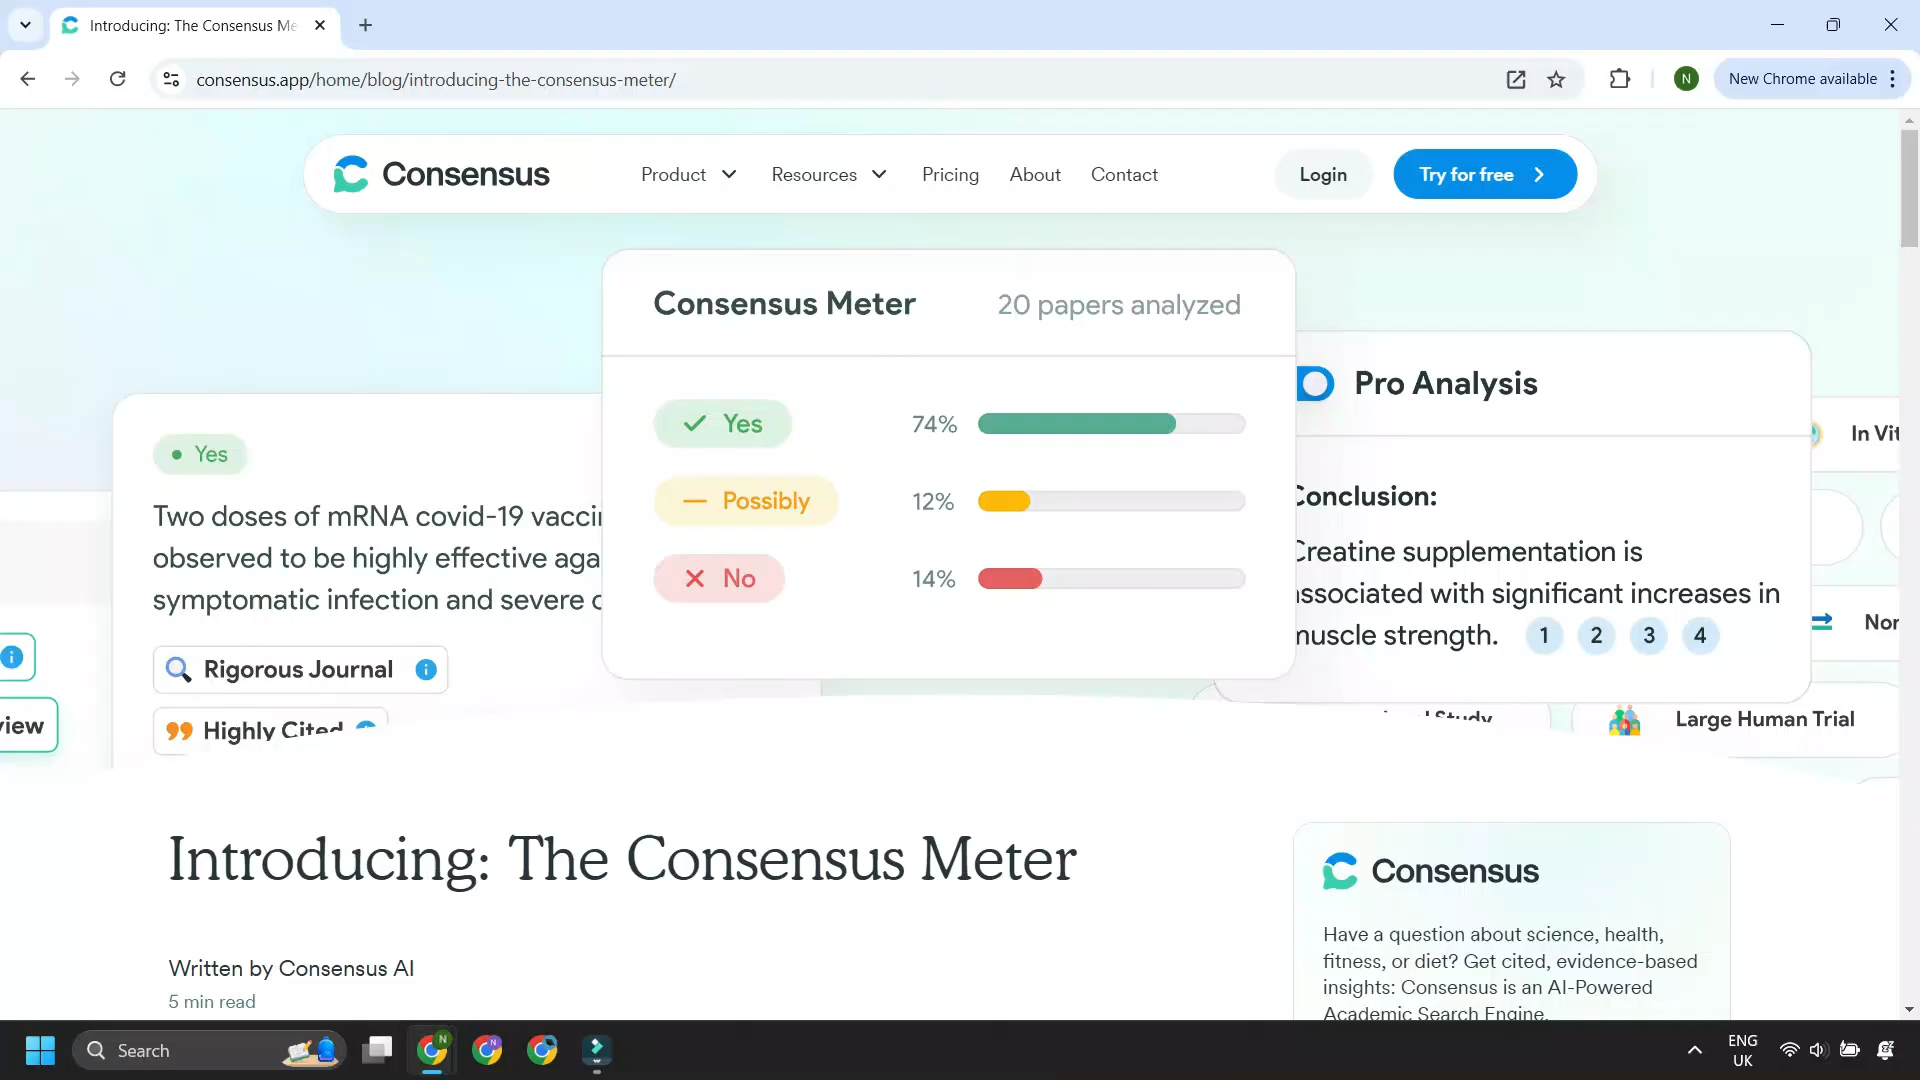 Introducing: The Consensus Me
consensus.app/home/blog/introducing-the-consensus-meter/
N
New Chrome available
Consensus
Product
Resources
Pricing
About
Contact
Login
Try for free
Consensus Meter
20 papers analyzed
Yes
74%
Possibly
12%
No
14%
Yes
Two doses of mRNA covid-19 vaccin
observed to be highly effective aga
symptomatic infection and severe
Rigorous Journal
Highly Cited
view
Pro Analysis
Conclusion:
Creatine supplementation is
associated with significant increases in
muscle strength. 1 2 3 4
In Vit
Nor
Study
Large Human Trial
Introducing: The Consensus Meter
Written by Consensus AI
5 min read
Consensus
Have a question about science, health,
fitness, or diet? Get cited, evidence-based
insights: Consensus is an AI-Powered
Academic Search Engine.
Search
N
N
ENG
UK